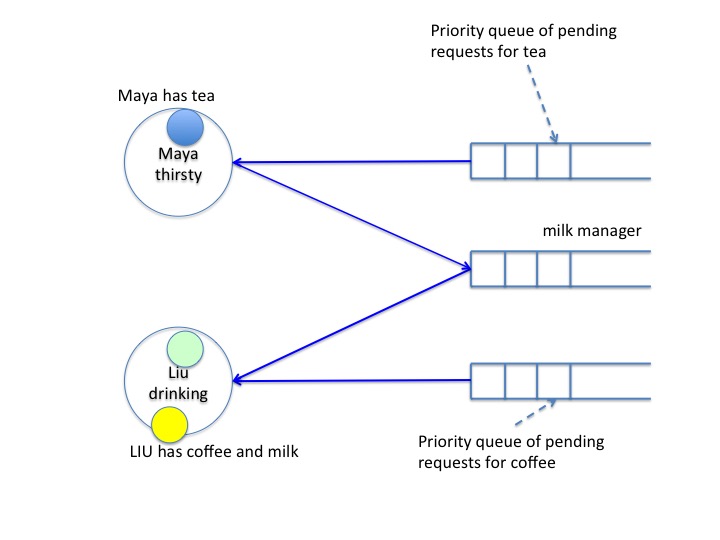 Priority queue of pending
requests for tea
Maya has tea
Maya
thirsty
milk manager
Liu
drinking
LIU has coffee and milk
Priority queue of pending
requests for coffee